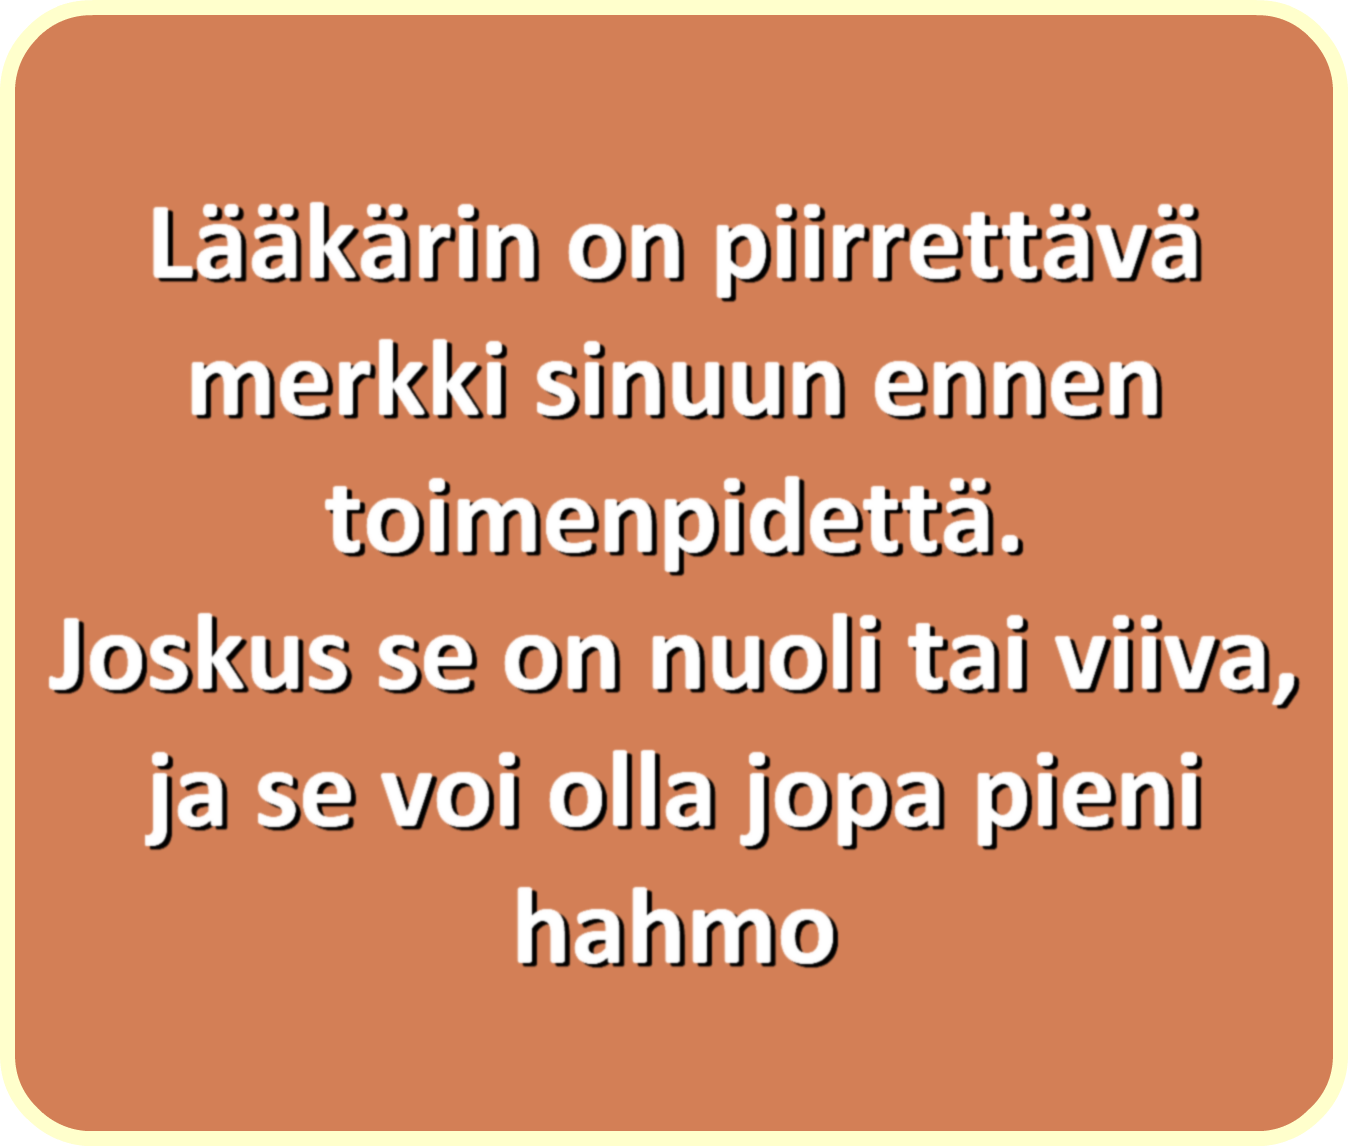 Lääkärin on piirrettävä
merkki sinuun ennen
toimenpidettä.
Joskus se on nuoli tai viiva,
ja se voi olla jopa pieni
hahmo